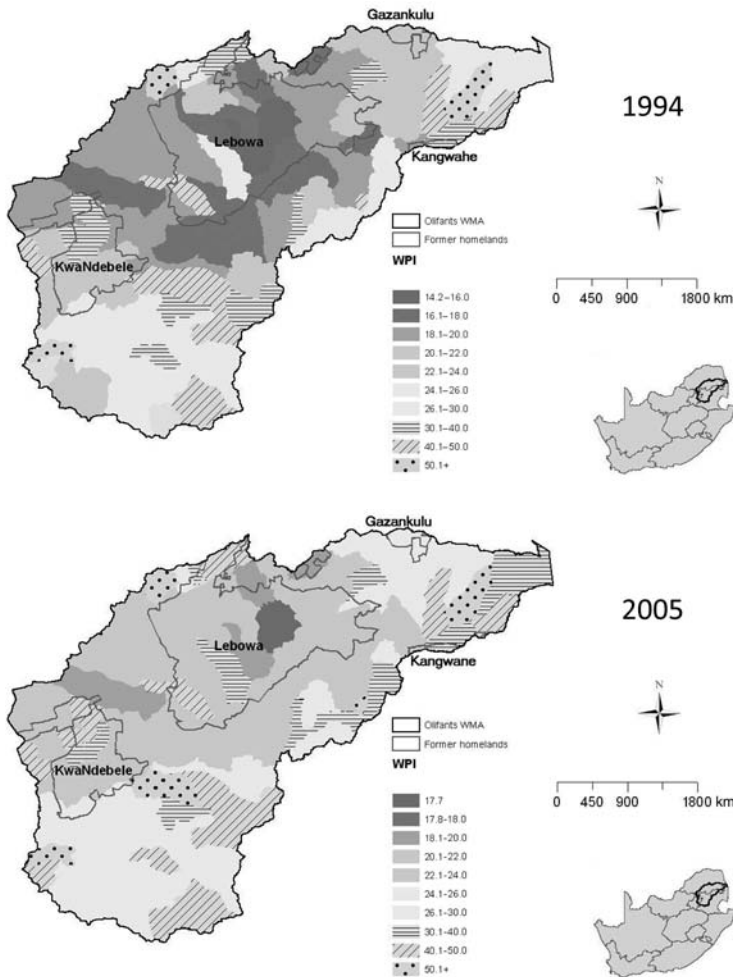 Gazankulu
1994
Lebowa
Kangwahe
N
Olifants WMA
Former homelands
WPI
KwaNdebele
14.2–16.0
16.1–18.0
18.1–20.0
20.1–22.0
22.1–24.0
24.1–26.0
26.1–30.0
30.1–40.0
40.1–50.0
50.1+
0 450 900 1800 km
Gazankulu
2005
Lebowa
Kangwane
N
Olifants WMA
Former homelands
WPI
KwaNdebele
17.7
17.8–18.0
18.1–20.0
20.1–22.0
22.1–24.0
24.1–26.0
26.1–30.0
30.1–40.0
40.1–50.0
50.1+
0 450 900 1800 km